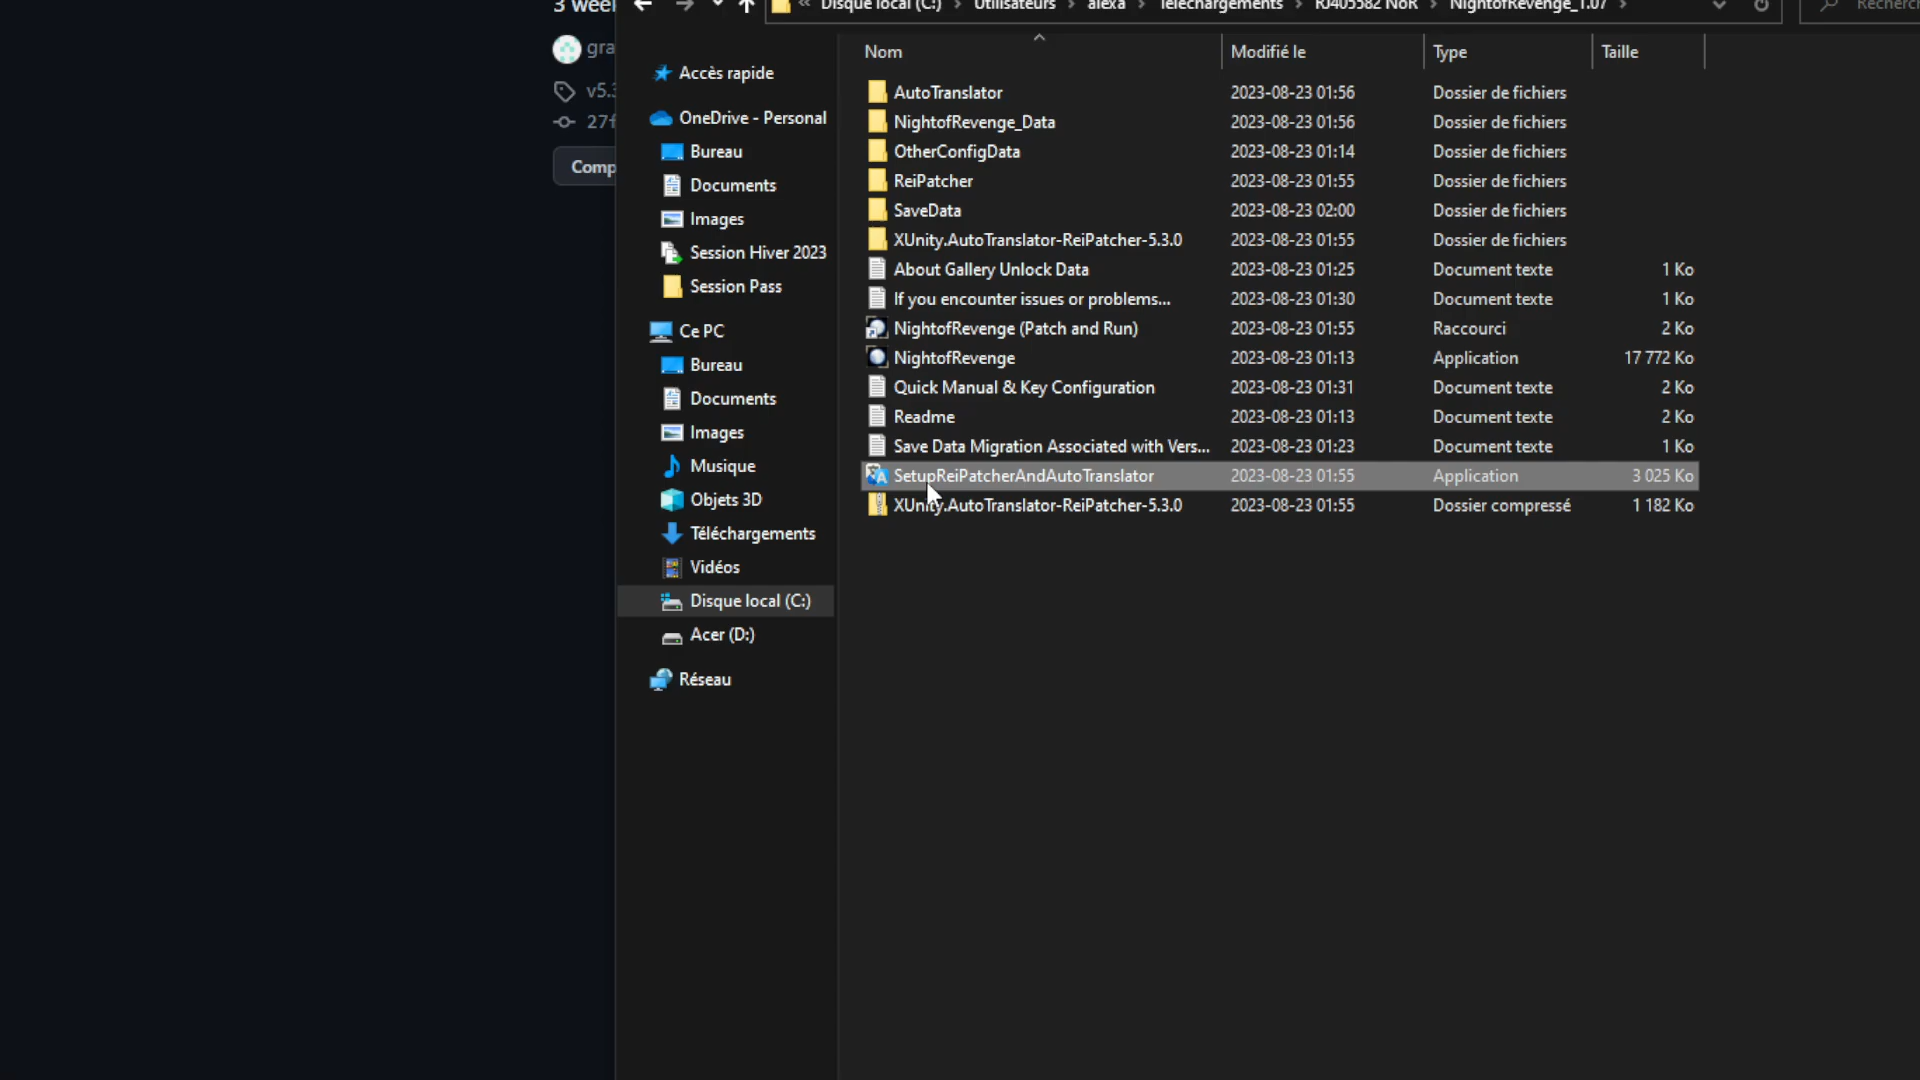 3 week
gra
v5.3
27f
Comp
Disque local (C:) > Utilisateurs > alexa > Téléchargements > RJ405582 NoR > NightofRevenge_1.07 >
Recherc
Nom Modifié le Type Taille
Accès rapide
OneDrive - Personal
Bureau
Documents
Images
Session Hiver 2023
Session Pass
Ce PC
Bureau
Documents
Images
Musique
Objets 3D
Téléchargements
Vidéos
Disque local (C:)
Acer (D:)
Réseau
AutoTranslator 2023-08-23 01:56 Dossier de fichiers
NightofRevenge_Data 2023-08-23 01:56 Dossier de fichiers
OtherConfigData 2023-08-23 01:14 Dossier de fichiers
ReiPatcher 2023-08-23 01:55 Dossier de fichiers
SaveData 2023-08-23 02:00 Dossier de fichiers
XUnity.AutoTranslator-ReiPatcher-5.3.0 2023-08-23 01:55 Dossier de fichiers
About Gallery Unlock Data 2023-08-23 01:25 Document texte 1 Ko
If you encounter issues or problems... 2023-08-23 01:30 Document texte 1 Ko
NightofRevenge (Patch and Run) 2023-08-23 01:55 Raccourci 2 Ko
NightofRevenge 2023-08-23 01:13 Application 17 772 Ko
Quick Manual & Key Configuration 2023-08-23 01:31 Document texte 2 Ko
Readme 2023-08-23 01:13 Document texte 2 Ko
Save Data Migration Associated with Vers... 2023-08-23 01:23 Document texte 1 Ko
SetupReiPatcherAndAutoTranslator 2023-08-23 01:55 Application 3 025 Ko
XUnity.AutoTranslator-ReiPatcher-5.3.0 2023-08-23 01:55 Dossier compressé 1 182 Ko